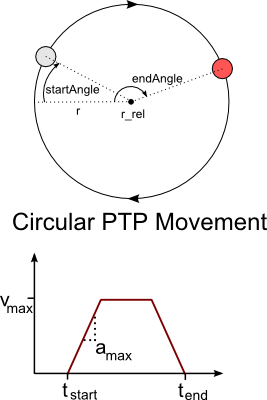 endAngle
startAngle
r
r_rel
Circular PTP Movement
vmax
amax
tstart
tend